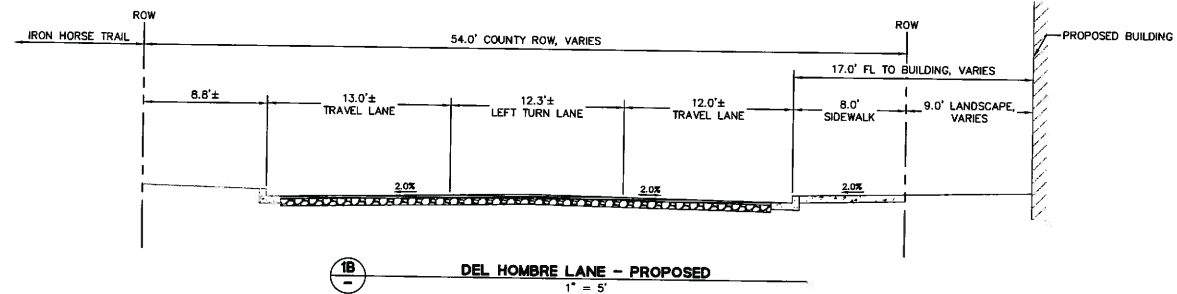 ROW
ROW
IRON HORSE TRAIL
54.0' COUNTY ROW, VARIES
PROPOSED BUILDING
17.0' FL TO BUILDING, VARIES
8.8'±
13.0'±
TRAVEL LANE
12.3'±
LEFT TURN LANE
12.0'±
TRAVEL LANE
8.0'
SIDEWALK
9.0' LANDSCAPE,
VARIES
2.0%
2.0%
2.0%
1B
-
DEL HOMBRE LANE - PROPOSED
1" = 5'